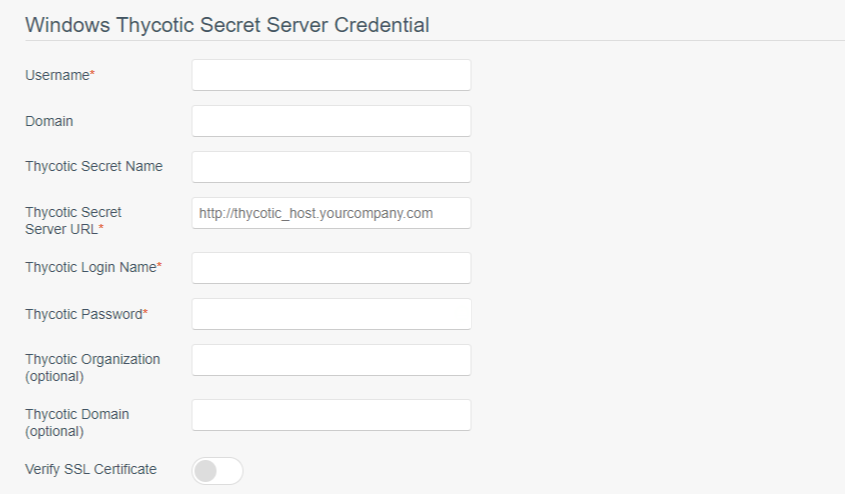 Windows Thycotic Secret Server Credential
Username*
Domain
Thycotic Secret Name
Thycotic Secret
Server URL*
http://thycotic_host.yourcompany.com
Thycotic Login Name*
Thycotic Password*
Thycotic Organization
(optional)
Thycotic Domain
(optional)
Verify SSL Certificate